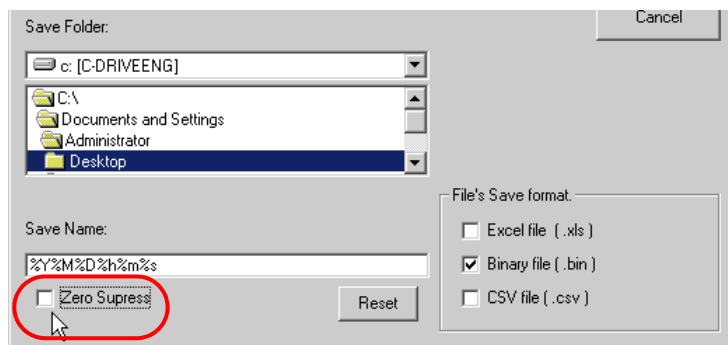 Save Folder:
Cancel
c: [C-DRIVEENG]
C:\
Documents and Settings
Administrator
Desktop
File's Save format.
Save Name:
Excel file ( .xls )
%Y%M%D%h%m%s
Binary file ( .bin )
Zero Supress
Reset
CSV file ( .csv )